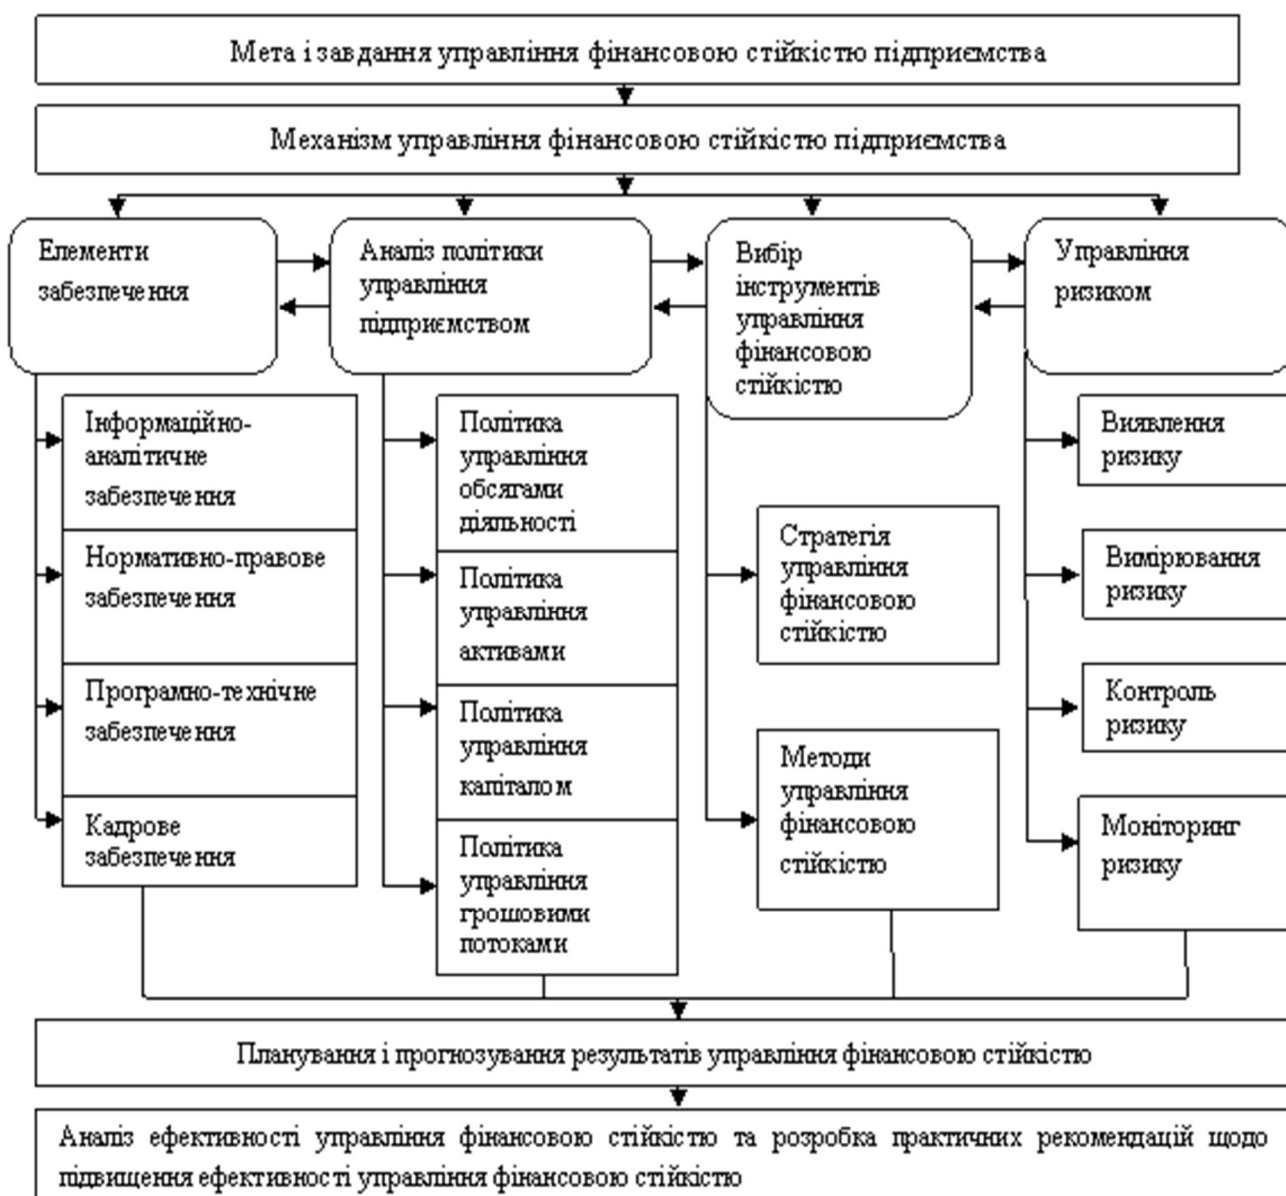 Мета і завдання управління фінансовою стійкістю підприємства
Механізм управління фінансовою стійкістю підприємства
Елементи
забезпечення
Аналіз політики
управління
підприємством
Вибір
інструментів
управління
фінансовою
стійкістю
Управління
ризиком
Інформаційно-
аналітичне
забезпечення
Нормативно-правове
забезпечення
Програмно-технічне
забезпечення
Кадрове
забезпечення
Політика
управління
обсягами
діяльності
Політика
управління
активами
Політика
управління
капіталом
Політика
управління
грошовими
потоками
Стратегія
управління
фінансовою
стійкістю
Методи
управління
фінансовою
стійкістю
Виявлення
ризику
Вимірювання
ризику
Контроль
ризику
Моніторинг
ризику
Планування і прогнозування результатів управління фінансовою стійкістю
Аналіз ефективності управління фінансовою стійкістю та розробка практичних рекомендацій щодо
підвищення ефективності управління фінансовою стійкістю